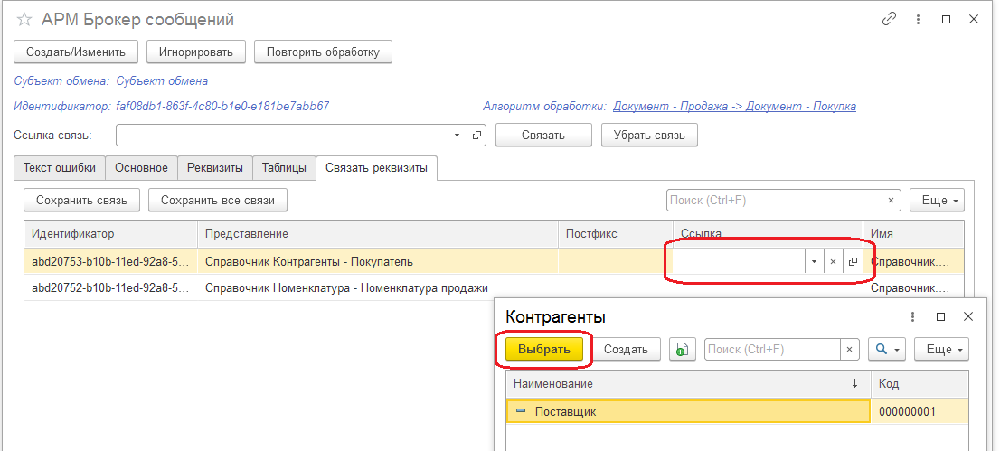 АРМ Брокер сообщений
Создать/Изменить Игнорировать Повторить обработку
Субъект обмена: Субъект обмена
Идентификатор: faf08db1-863f-4c80-b1e0-e181be7abb67 Алгоритм обработки: Документ - Продажа -> Документ - Покупка
Ссылка связь: Связать Убрать связь
Текст ошибки Основное Реквизиты Таблицы Связать реквизиты
Сохранить связь Сохранить все связи Поиск (Ctrl+F) × Еще
Идентификатор Представление Постфикс Ссылка Имя
abd20753-b10b-11ed-92a8-5... Справочник Контрагенты - Покупатель × Справочник....
abd20752-b10b-11ed-92a8-5... Справочник Номенклатура - Номенклатура продажи Справочник....
Контрагенты
Выбрать Создать Поиск (Ctrl+F) × Еще
Наименование ↓ Код
Поставщик 000000001